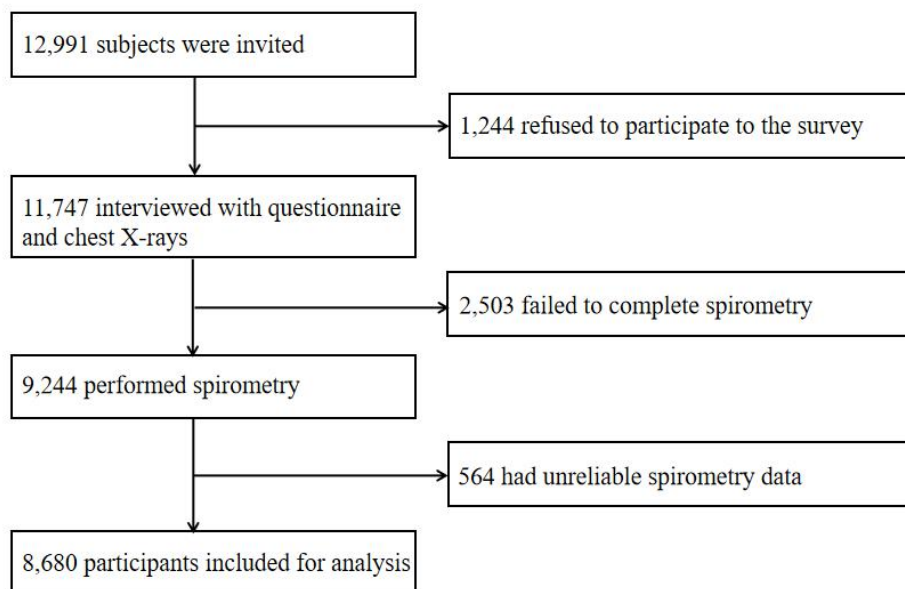 12,991 subjects were invited
1,244 refused to participate to the survey
11,747 interviewed with questionnaire
and chest X-rays
2,503 failed to complete spirometry
9,244 performed spirometry
564 had unreliable spirometry data
8,680 participants included for analysis